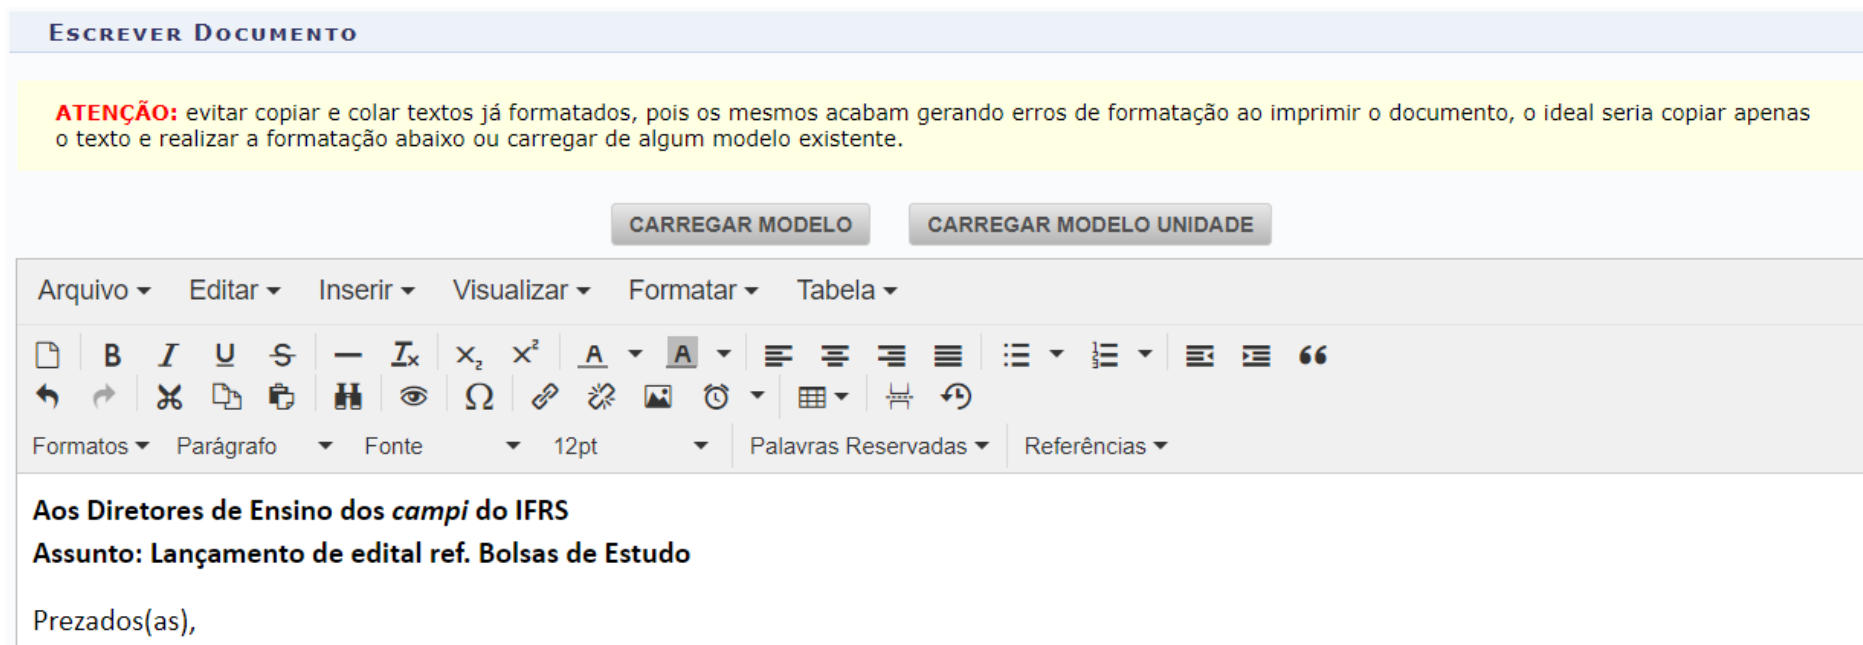 Escrever Documento
ATENÇÃO: evitar copiar e colar textos já formatados, pois os mesmos acabam gerando erros de formatação ao imprimir o documento, o ideal seria copiar apenas
o texto e realizar a formatação abaixo ou carregar de algum modelo existente.
CARREGAR MODELO CARREGAR MODELO UNIDADE
Arquivo Editar Inserir Visualizar Formatar Tabela
Formatos Parágrafo Fonte 12pt Palavras Reservadas Referências
Aos Diretores de Ensino dos campi do IFRS
Assunto: Lançamento de edital ref. Bolsas de Estudo
Prezados(as),